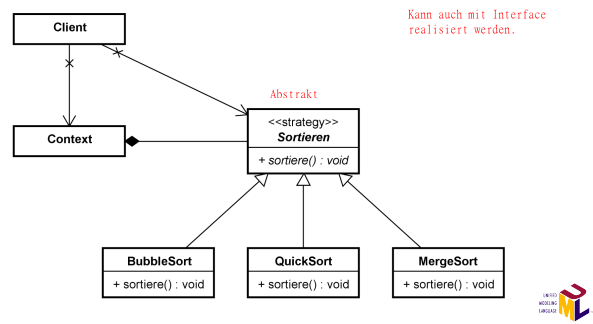 Client
Kann auch mit Interface
realisiert werden.
Abstrakt
<<strategy>>
Context
Sortieren
+ sortiere() : void
BubbleSort
QuickSort
MergeSort
+ sortiere() : void
+ sortiere() : void
+ sortiere() : void
UNIFIED
MODELING
LANGUAGE
UML